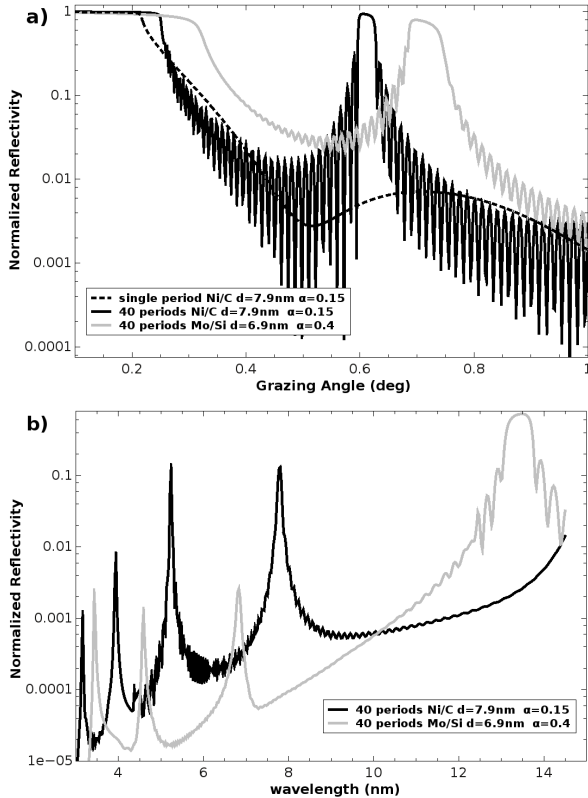 a)
1
0.1
0.01
0.001
0.0001
Normalized Reflectivity
single period Ni/C d=7.9nm α=0.15
40 periods Ni/C d=7.9nm α=0.15
40 periods Mo/Si d=6.9nm α=0.4
0.2 0.4 0.6 0.8 1
Grazing Angle (deg)
b)
0.1
0.01
0.001
0.0001
1e-05
Normalized Reflectivity
40 periods Ni/C d=7.9nm α=0.15
40 periods Mo/Si d=6.9nm α=0.4
4 6 8 10 12 14
wavelength (nm)